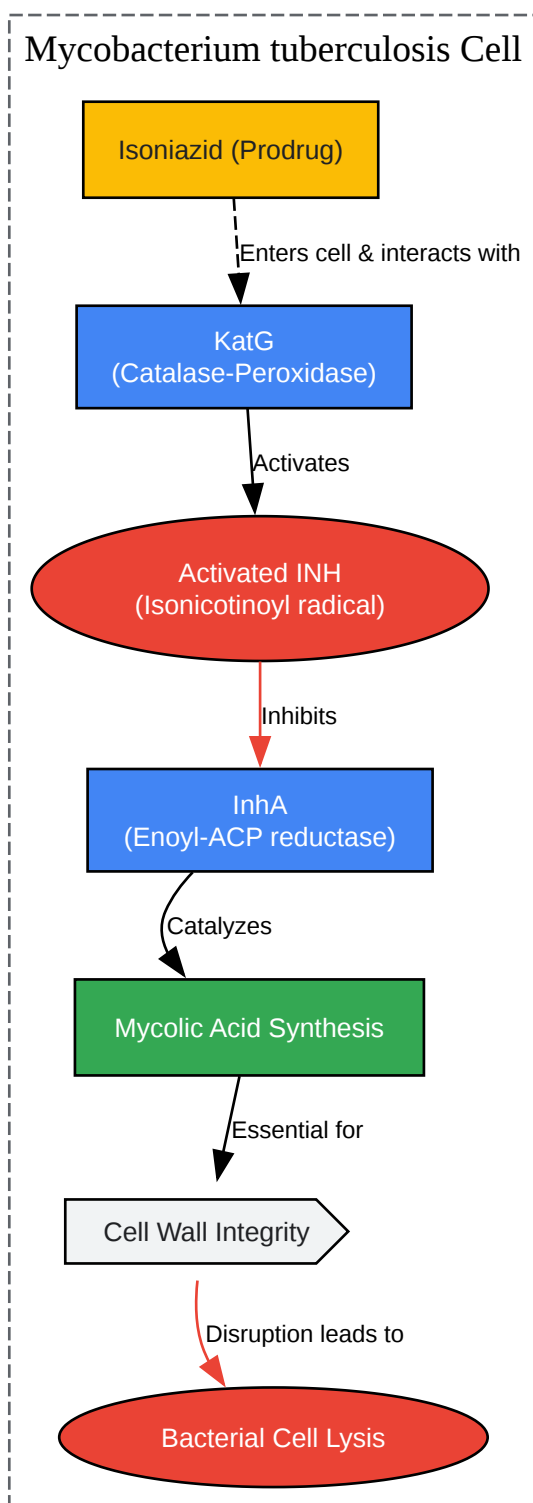 Mycobacterium tuberculosis Cell
Isoniazid (Prodrug)
Enters cell & interacts with
KatG
(Catalase-Peroxidase)
Activates
Activated INH
(Isonicotinoyl radical)
Inhibits
InhA
(Enoyl-ACP reductase)
Catalyzes
Mycolic Acid Synthesis
Essential for
Cell Wall Integrity
Disruption leads to
Bacterial Cell Lysis